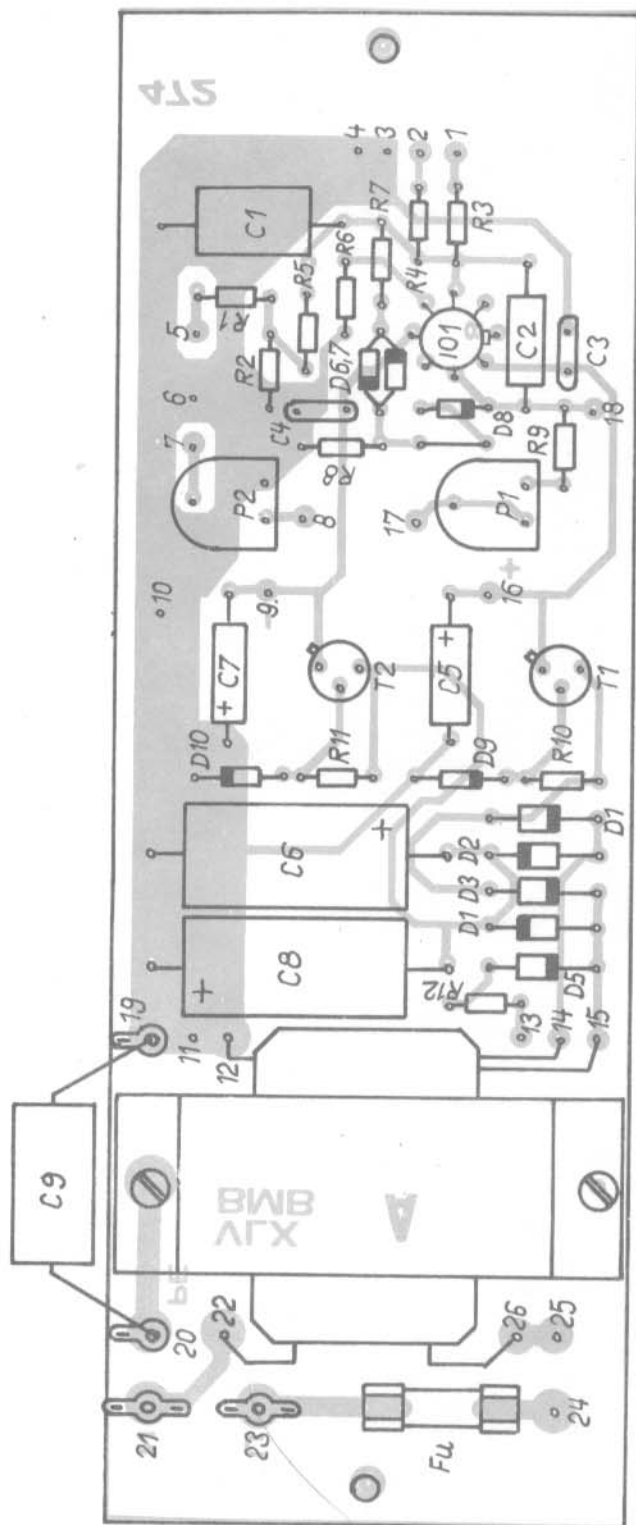 472
4
3
2
1
C1
R7
R6
R5
R4
R3
5
R1
R2
D6,7
IO1
C2
C3
6
C4
D8
18
7
R8
R9
P2
8
17
P1
10
9.
16
+
C7
+
T2
C5
+
T1
D10
R11
D9
R10
C6
+
D1
D2
D3
D1
C8
+
R12
D5
19
11
12
13
14
15
C9
XLV
BMB
A
PE
20
22
26
25
21
23
Fu
24